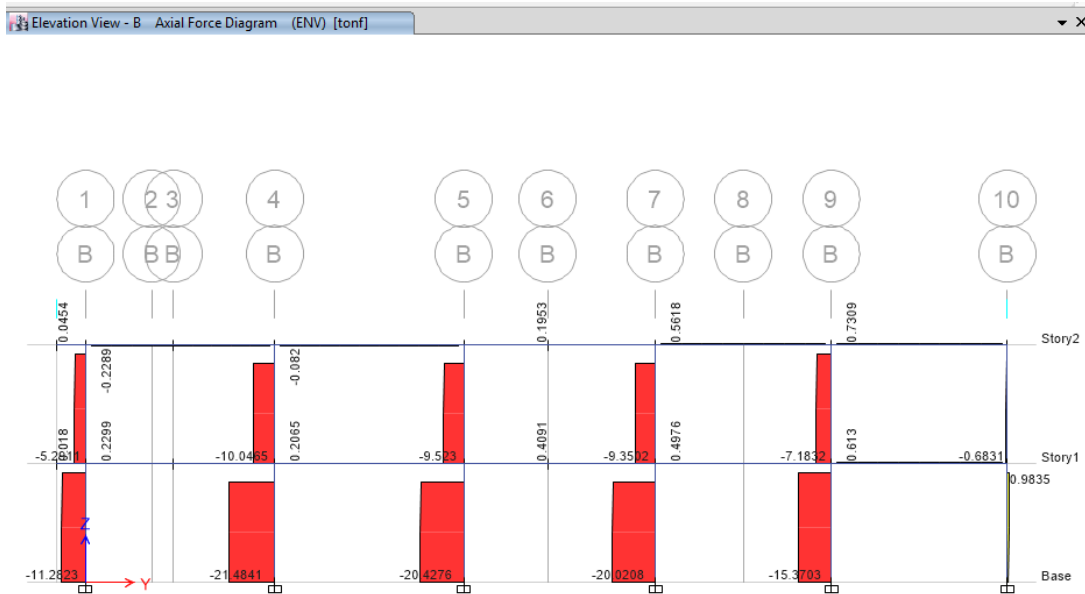 Elevation View - B Axial Force Diagram (ENV) [tonf]
1 2 3 4 5 6 7 8 9 10
B B B B B B B B B B
0.0454 0.1953 0.5618 0.7309
Story2
-0.2289 -0.082
0.2299 0.2065 0.4091 0.4976 0.613
-5.2811 -10.0465 -9.523 -9.3502 -7.1832 -0.6831 Story1
0.9835
Z
-11.2823 -21.4841 -20.4276 -20.0208 -15.3703 Base
Y